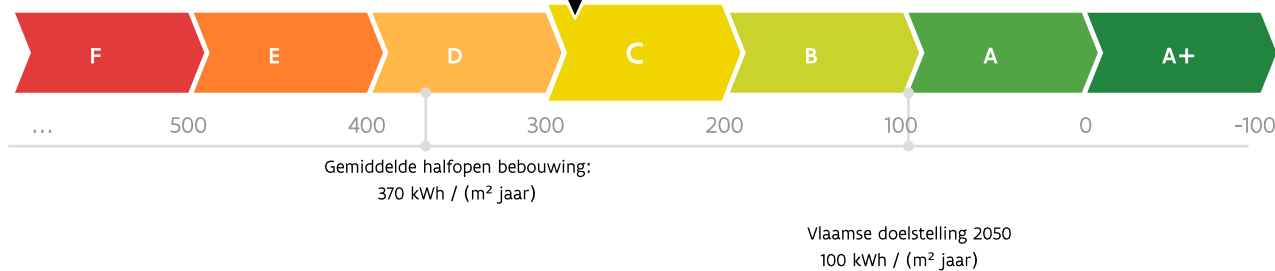 F E D C B A A+
... 500 400 300 200 100 0 -100
Gemiddelde halfopen bebouwing:
370 kWh / (m² jaar)
Vlaamse doelstelling 2050
100 kWh / (m² jaar)